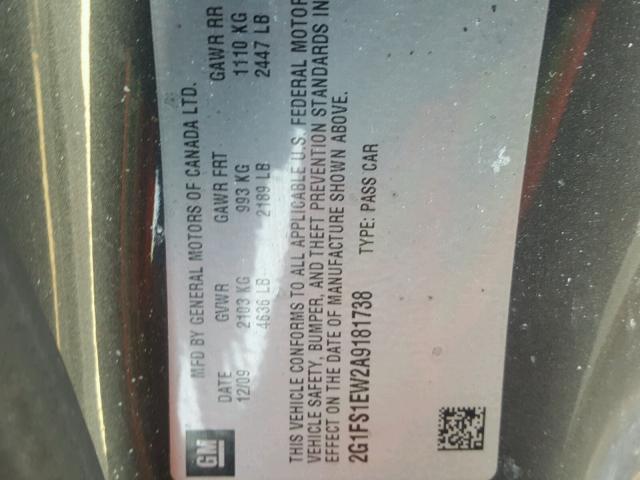 GM
MFD BY GENERAL MOTORS OF CANADA LTD.
DATE GVWR GAWR FRT GAWR RR
12/09 2103 KG 993 KG 1110 KG
4636 LB 2189 LB 2447 LB
THIS VEHICLE CONFORMS TO ALL APPLICABLE U.S. FEDERAL MOTOR
VEHICLE SAFETY, BUMPER, AND THEFT PREVENTION STANDARDS IN
EFFECT ON THE DATE OF MANUFACTURE SHOWN ABOVE.
2G1FS1EW2A9181738 TYPE: PASS CAR